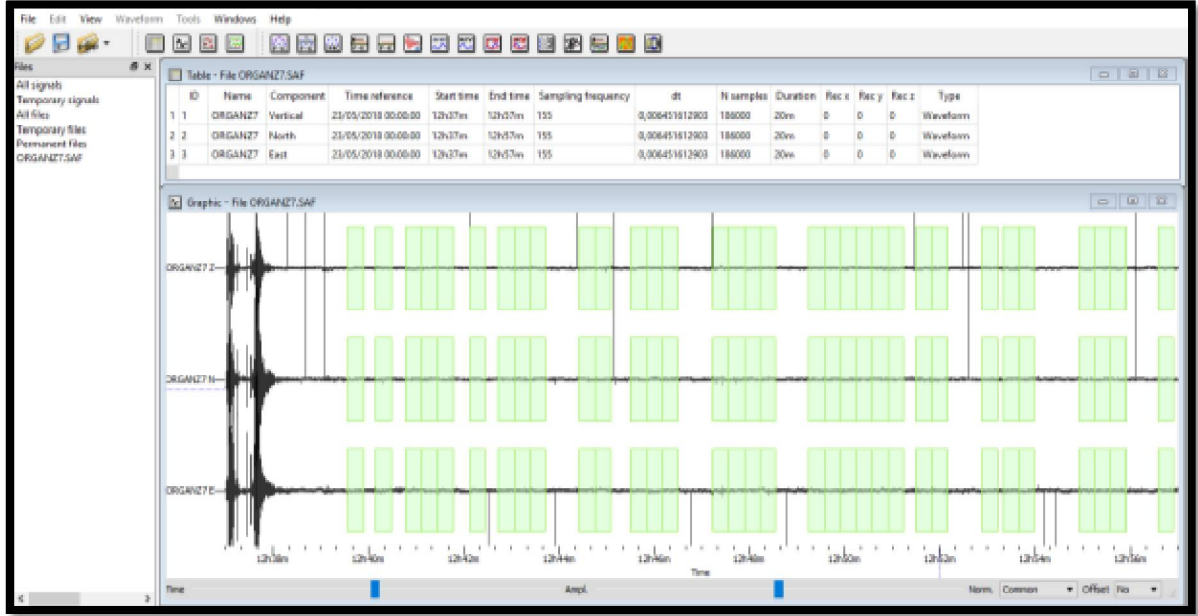 File Edit View Waveform Tools Windows Help
Files
All signals
Temporary signals
All files
Temporary files
Permanent files
ORGANZ7.SAF
Table - File ORGANZ7.SAF
ID Name Component Time reference Start time End time Sampling frequency dt N samples Duration Rec x Rec y Rec z Type
1 1 ORGANZ7 Vertical 23/05/2018 00:00:00 12h37m 12h57m 155 0,006451612903 186000 20m 0 0 0 Waveform
2 2 ORGANZ7 North 23/05/2018 00:00:00 12h37m 12h57m 155 0,006451612903 186000 20m 0 0 0 Waveform
3 3 ORGANZ7 East 23/05/2018 00:00:00 12h37m 12h57m 155 0,006451612903 186000 20m 0 0 0 Waveform
Graphic - File ORGANZ7.SAF
ORGANZ7 Z
ORGANZ7 N
ORGANZ7 E
12h38m 12h40m 12h42m 12h44m 12h46m 12h48m 12h50m 12h52m 12h54m 12h56m
Time
Time Ampl. Norm. Common Offset No